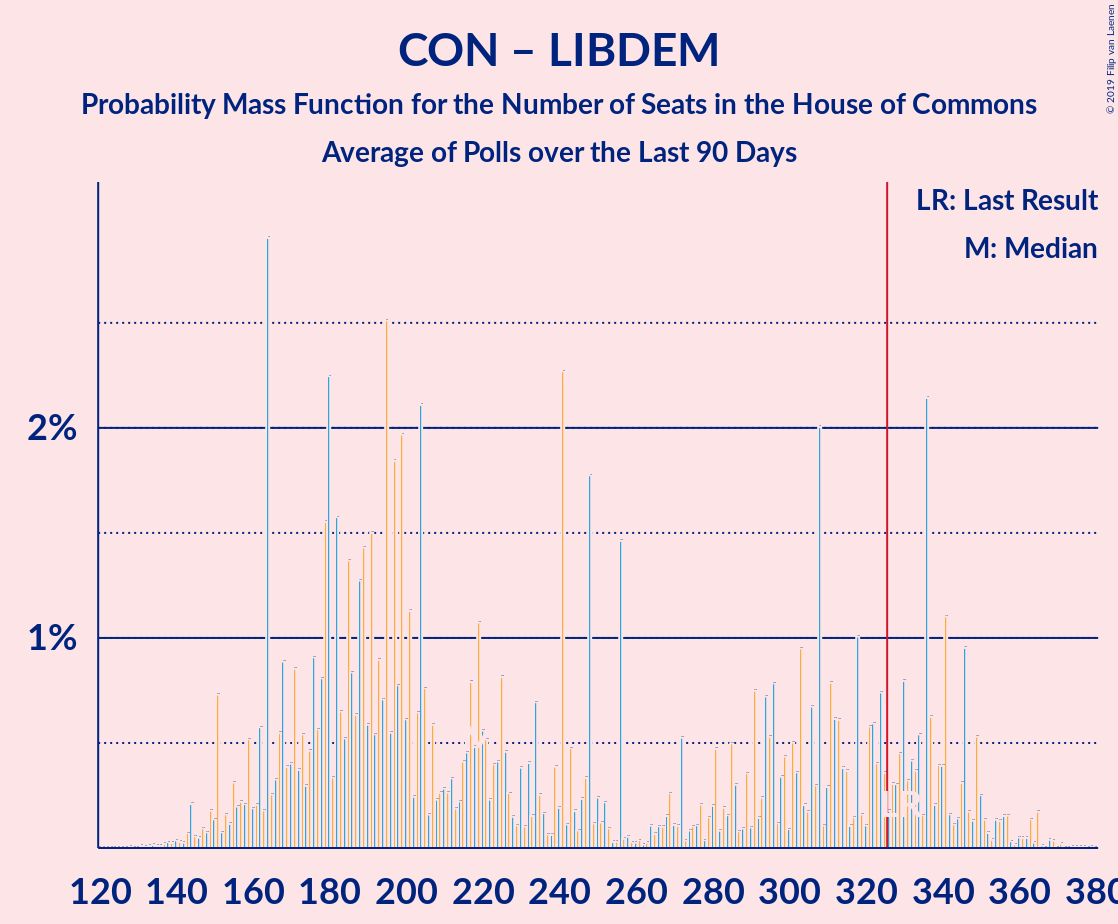 CON – LIBDEM
Probability Mass Function for the Number of Seats in the House of Commons
Average of Polls over the Last 90 Days
© 2019 Filip van Laenen
LR: Last Result
M: Median
2%
1%
120 140 160 180 200 220 240 260 280 300 320 340 360 380